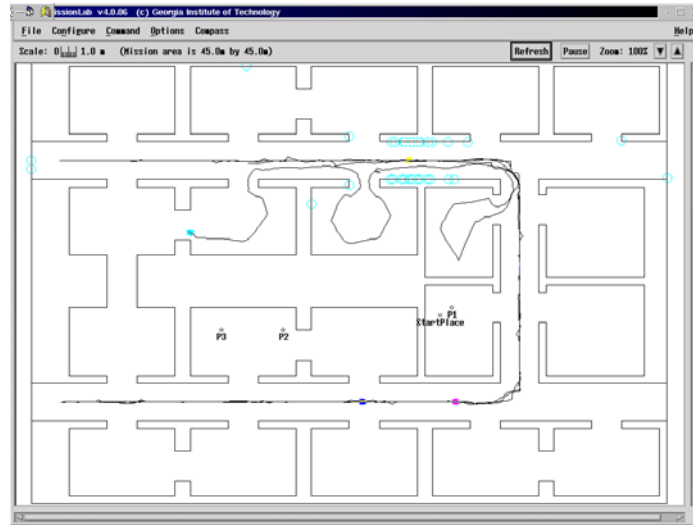 issionLab v4.0.06 (c) Georgia Institute of Technology
File Configure Command Options Compass Help
Scale: 0 1.0 m (Mission area is 45.0m by 45.0m) Refresh Pause Zoom: 100%
P1
StartPlace
P3 P2